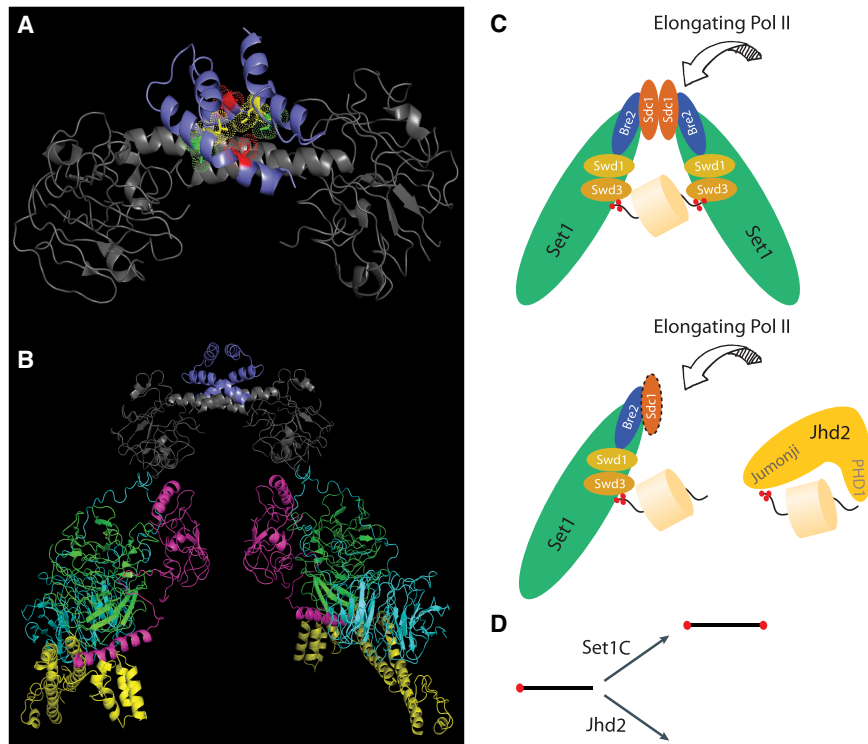 A
B
C
Elongating Pol II
Bre2
Sdc1
Sdc1
Bre2
Swd1
Swd1
Swd3
Swd3
Set1
Set1
Elongating Pol II
Bre2
Sdc1
Swd1
Swd3
Set1
Jhd2
Jumonji
PHD1
D
Set1C
Jhd2